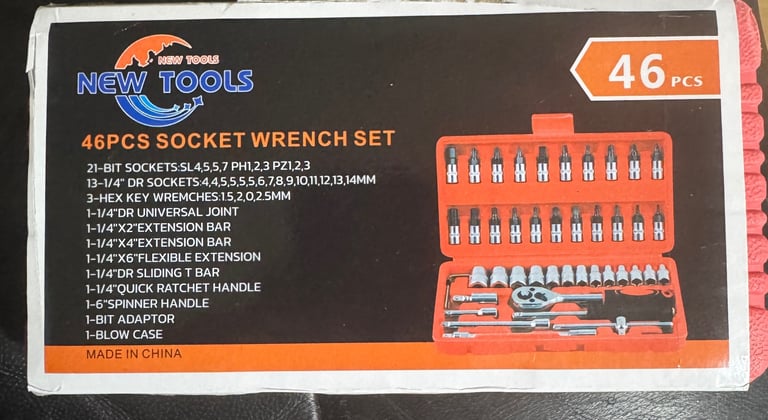 NEW TOOLS
NEW TOOLS
46 PCS
46PCS SOCKET WRENCH SET
21-BIT SOCKETS:SL4,5,5,7 PH1,2,3 PZ1,2,3
13-1/4" DR SOCKETS:4,4,5,5,5,5,6,7,8,9,10,11,12,13,14MM
3-HEX KEY WREMCHES:1.5,2,0,2.5MM
1-1/4"DR UNIVERSAL JOINT
1-1/4"X2"EXTENSION BAR
1-1/4"X4"EXTENSION BAR
1-1/4"X6"FLEXIBLE EXTENSION
1-1/4"DR SLIDING T BAR
1-1/4"QUICK RATCHET HANDLE
1-6"SPINNER HANDLE
1-BIT ADAPTOR
1-BLOW CASE
MADE IN CHINA